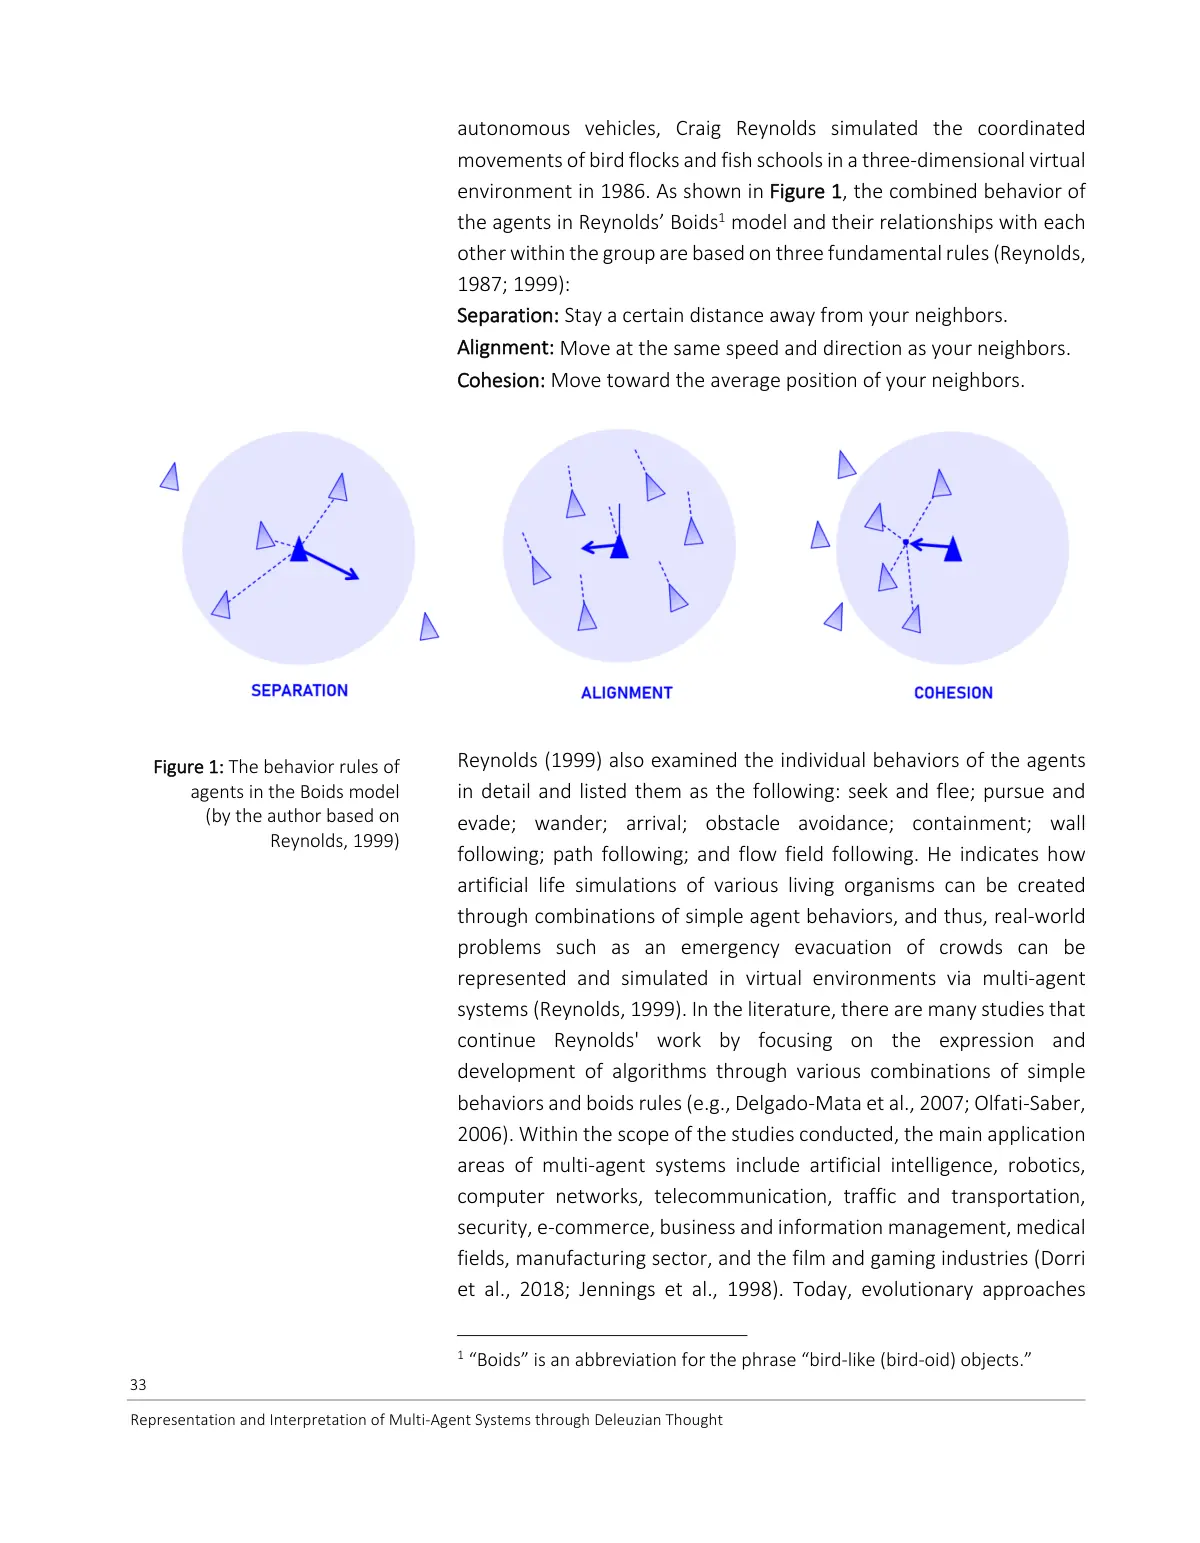 autonomous vehicles, Craig Reynolds simulated the coordinated
movements of bird flocks and fish schools in a three-dimensional virtual
environment in 1986. As shown in Figure 1, the combined behavior of
the agents in Reynolds’ Boids1 model and their relationships with each
other within the group are based on three fundamental rules (Reynolds,
1987; 1999):
Separation: Stay a certain distance away from your neighbors.
Alignment: Move at the same speed and direction as your neighbors.
Cohesion: Move toward the average position of your neighbors.
SEPARATION
ALIGNMENT
COHESION
Figure 1: The behavior rules of
agents in the Boids model
(by the author based on
Reynolds, 1999)
Reynolds (1999) also examined the individual behaviors of the agents
in detail and listed them as the following: seek and flee; pursue and
evade; wander; arrival; obstacle avoidance; containment; wall
following; path following; and flow field following. He indicates how
artificial life simulations of various living organisms can be created
through combinations of simple agent behaviors, and thus, real-world
problems such as an emergency evacuation of crowds can be
represented and simulated in virtual environments via multi-agent
systems (Reynolds, 1999). In the literature, there are many studies that
continue Reynolds' work by focusing on the expression and
development of algorithms through various combinations of simple
behaviors and boids rules (e.g., Delgado-Mata et al., 2007; Olfati-Saber,
2006). Within the scope of the studies conducted, the main application
areas of multi-agent systems include artificial intelligence, robotics,
computer networks, telecommunication, traffic and transportation,
security, e-commerce, business and information management, medical
fields, manufacturing sector, and the film and gaming industries (Dorri
et al., 2018; Jennings et al., 1998). Today, evolutionary approaches
1 “Boids” is an abbreviation for the phrase “bird-like (bird-oid) objects.”
33
Representation and Interpretation of Multi-Agent Systems through Deleuzian Thought